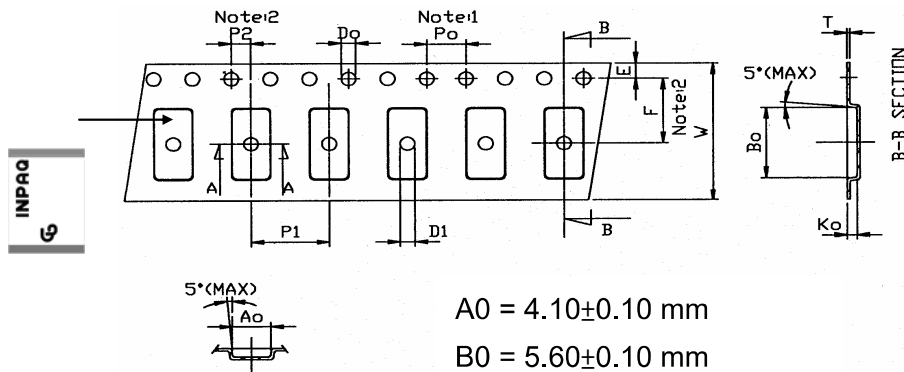 Note:2
Note:1
P2
Do
Po
B
T
E
F
Note:2
W
5°(MAX)
Bo
B-B SECTION
A
A
INPAQ
P1
D1
B
Ko
5°(MAX)
Ao
A0 = 4.10±0.10 mm
B0 = 5.60±0.10 mm